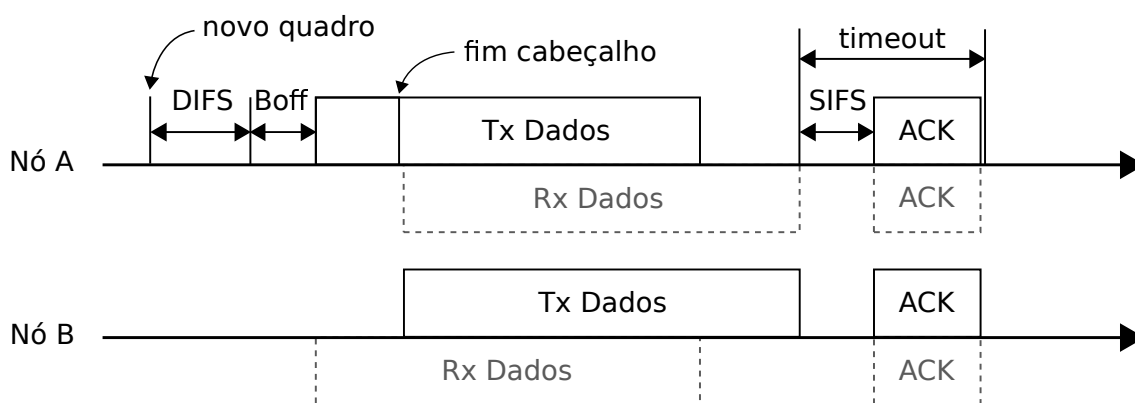 novo quadro
fim cabeçalho
timeout
DIFS
Boff
SIFS
Tx Dados
ACK
Nó A
Rx Dados
ACK
Tx Dados
ACK
Nó B
Rx Dados
ACK